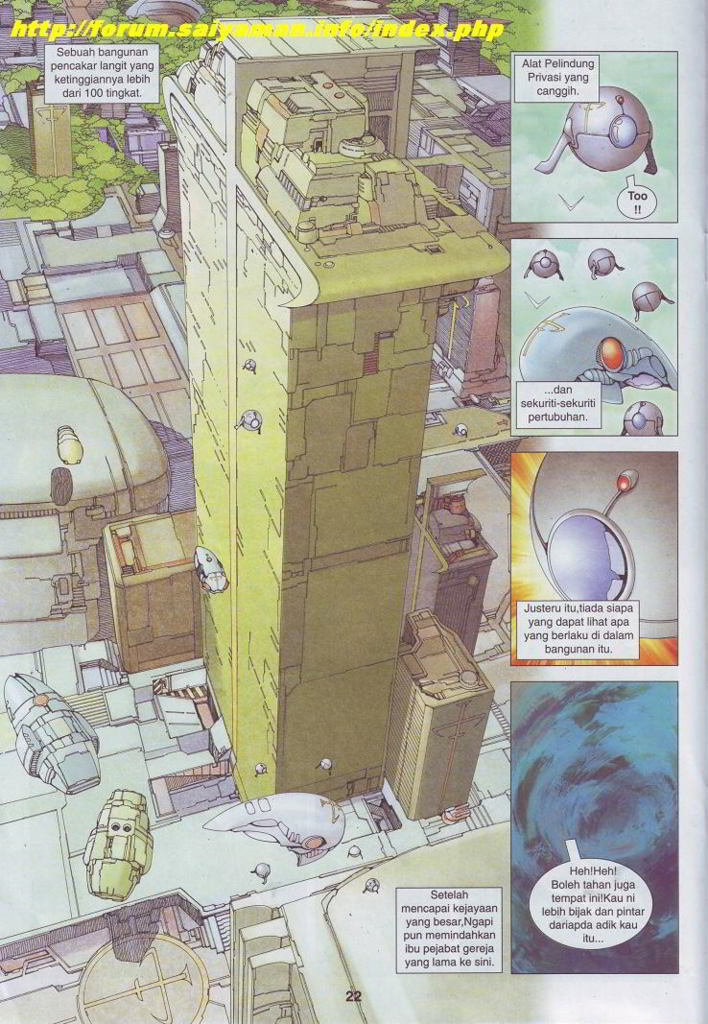 http://forum.saiyaman.info/index.php
Sebuah bangunan
pencakar langit yang
ketinggiannya lebih
dari 100 tingkat.
Alat Pelindung
Privasi yang
canggih.
Too
!!
...dan
sekuriti-sekuriti
pertubuhan.
Justeru itu,tiada siapa
yang dapat lihat apa
yang berlaku di dalam
bangunan itu.
Heh!Heh!
Boleh tahan juga
tempat ini!Kau ni
lebih bijak dan pintar
dariapda adik kau
itu...
Setelah
mencapai kejayaan
yang besar,Ngapi
pun memindahkan
ibu pejabat gereja
yang lama ke sini.
22